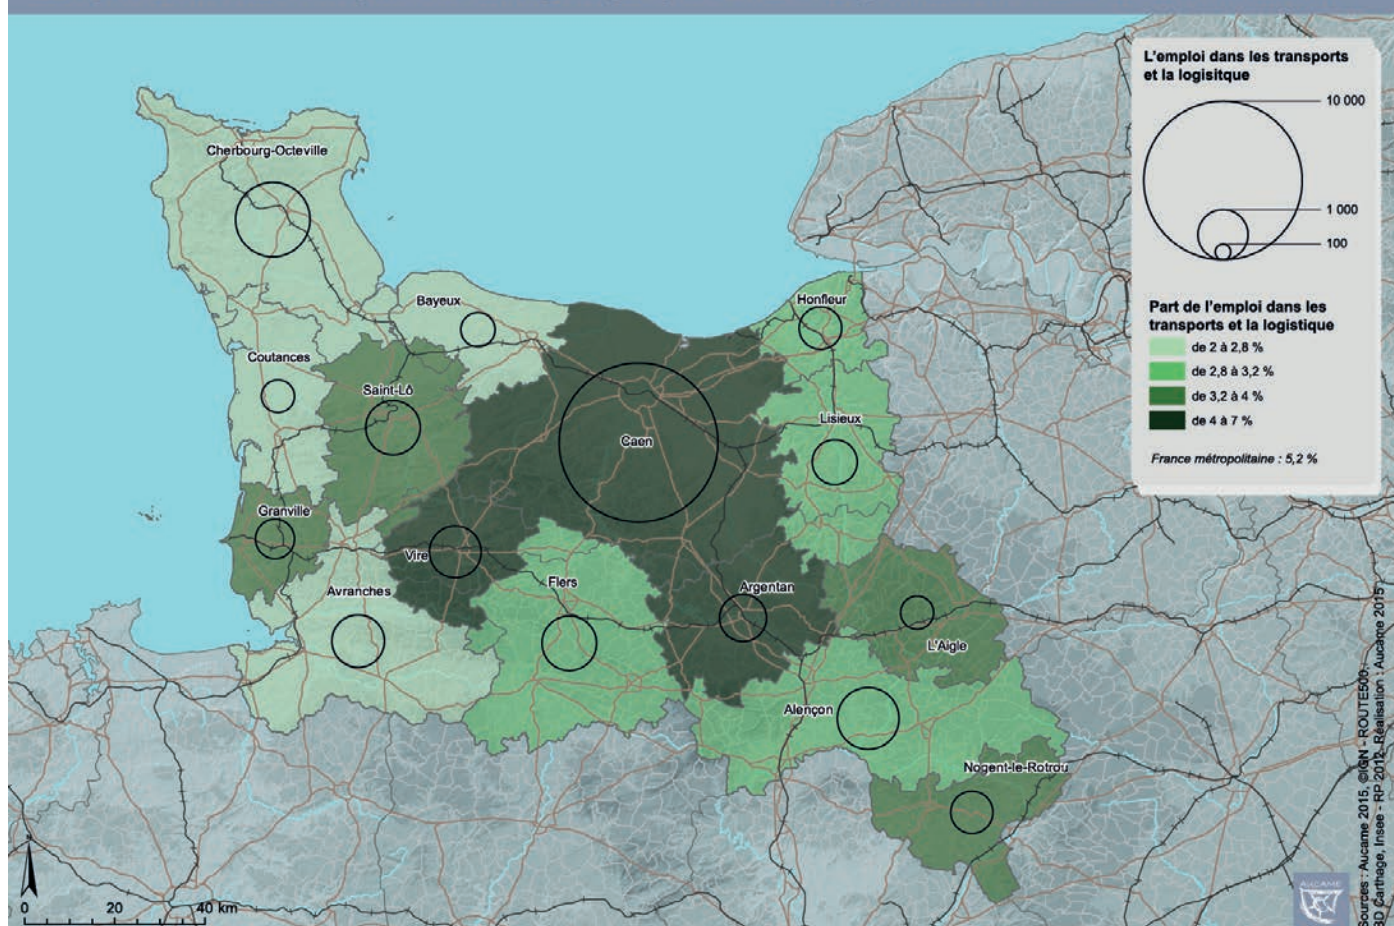 L'emploi dans les transports
et la logisitque
10 000
1 000
100
Part de l'emploi dans les
transports et la logistique
de 2 à 2,8 %
de 2,8 à 3,2 %
de 3,2 à 4 %
de 4 à 7 %
France métropolitaine : 5,2 %
Cherbourg-Octeville
Bayeux
Honfleur
Coutances
Saint-Lô
Lisieux
Caen
Granville
Vire
Flers
Argentan
Avranches
L'Aigle
Alençon
Nogent-le-Rotrou
0 20 40 km
AUCAME
Sources : Aucame 2015, ©IGN - ROUTE500,
BD Carthage, Insee - RP 2012- Réalisation : Aucame 2015